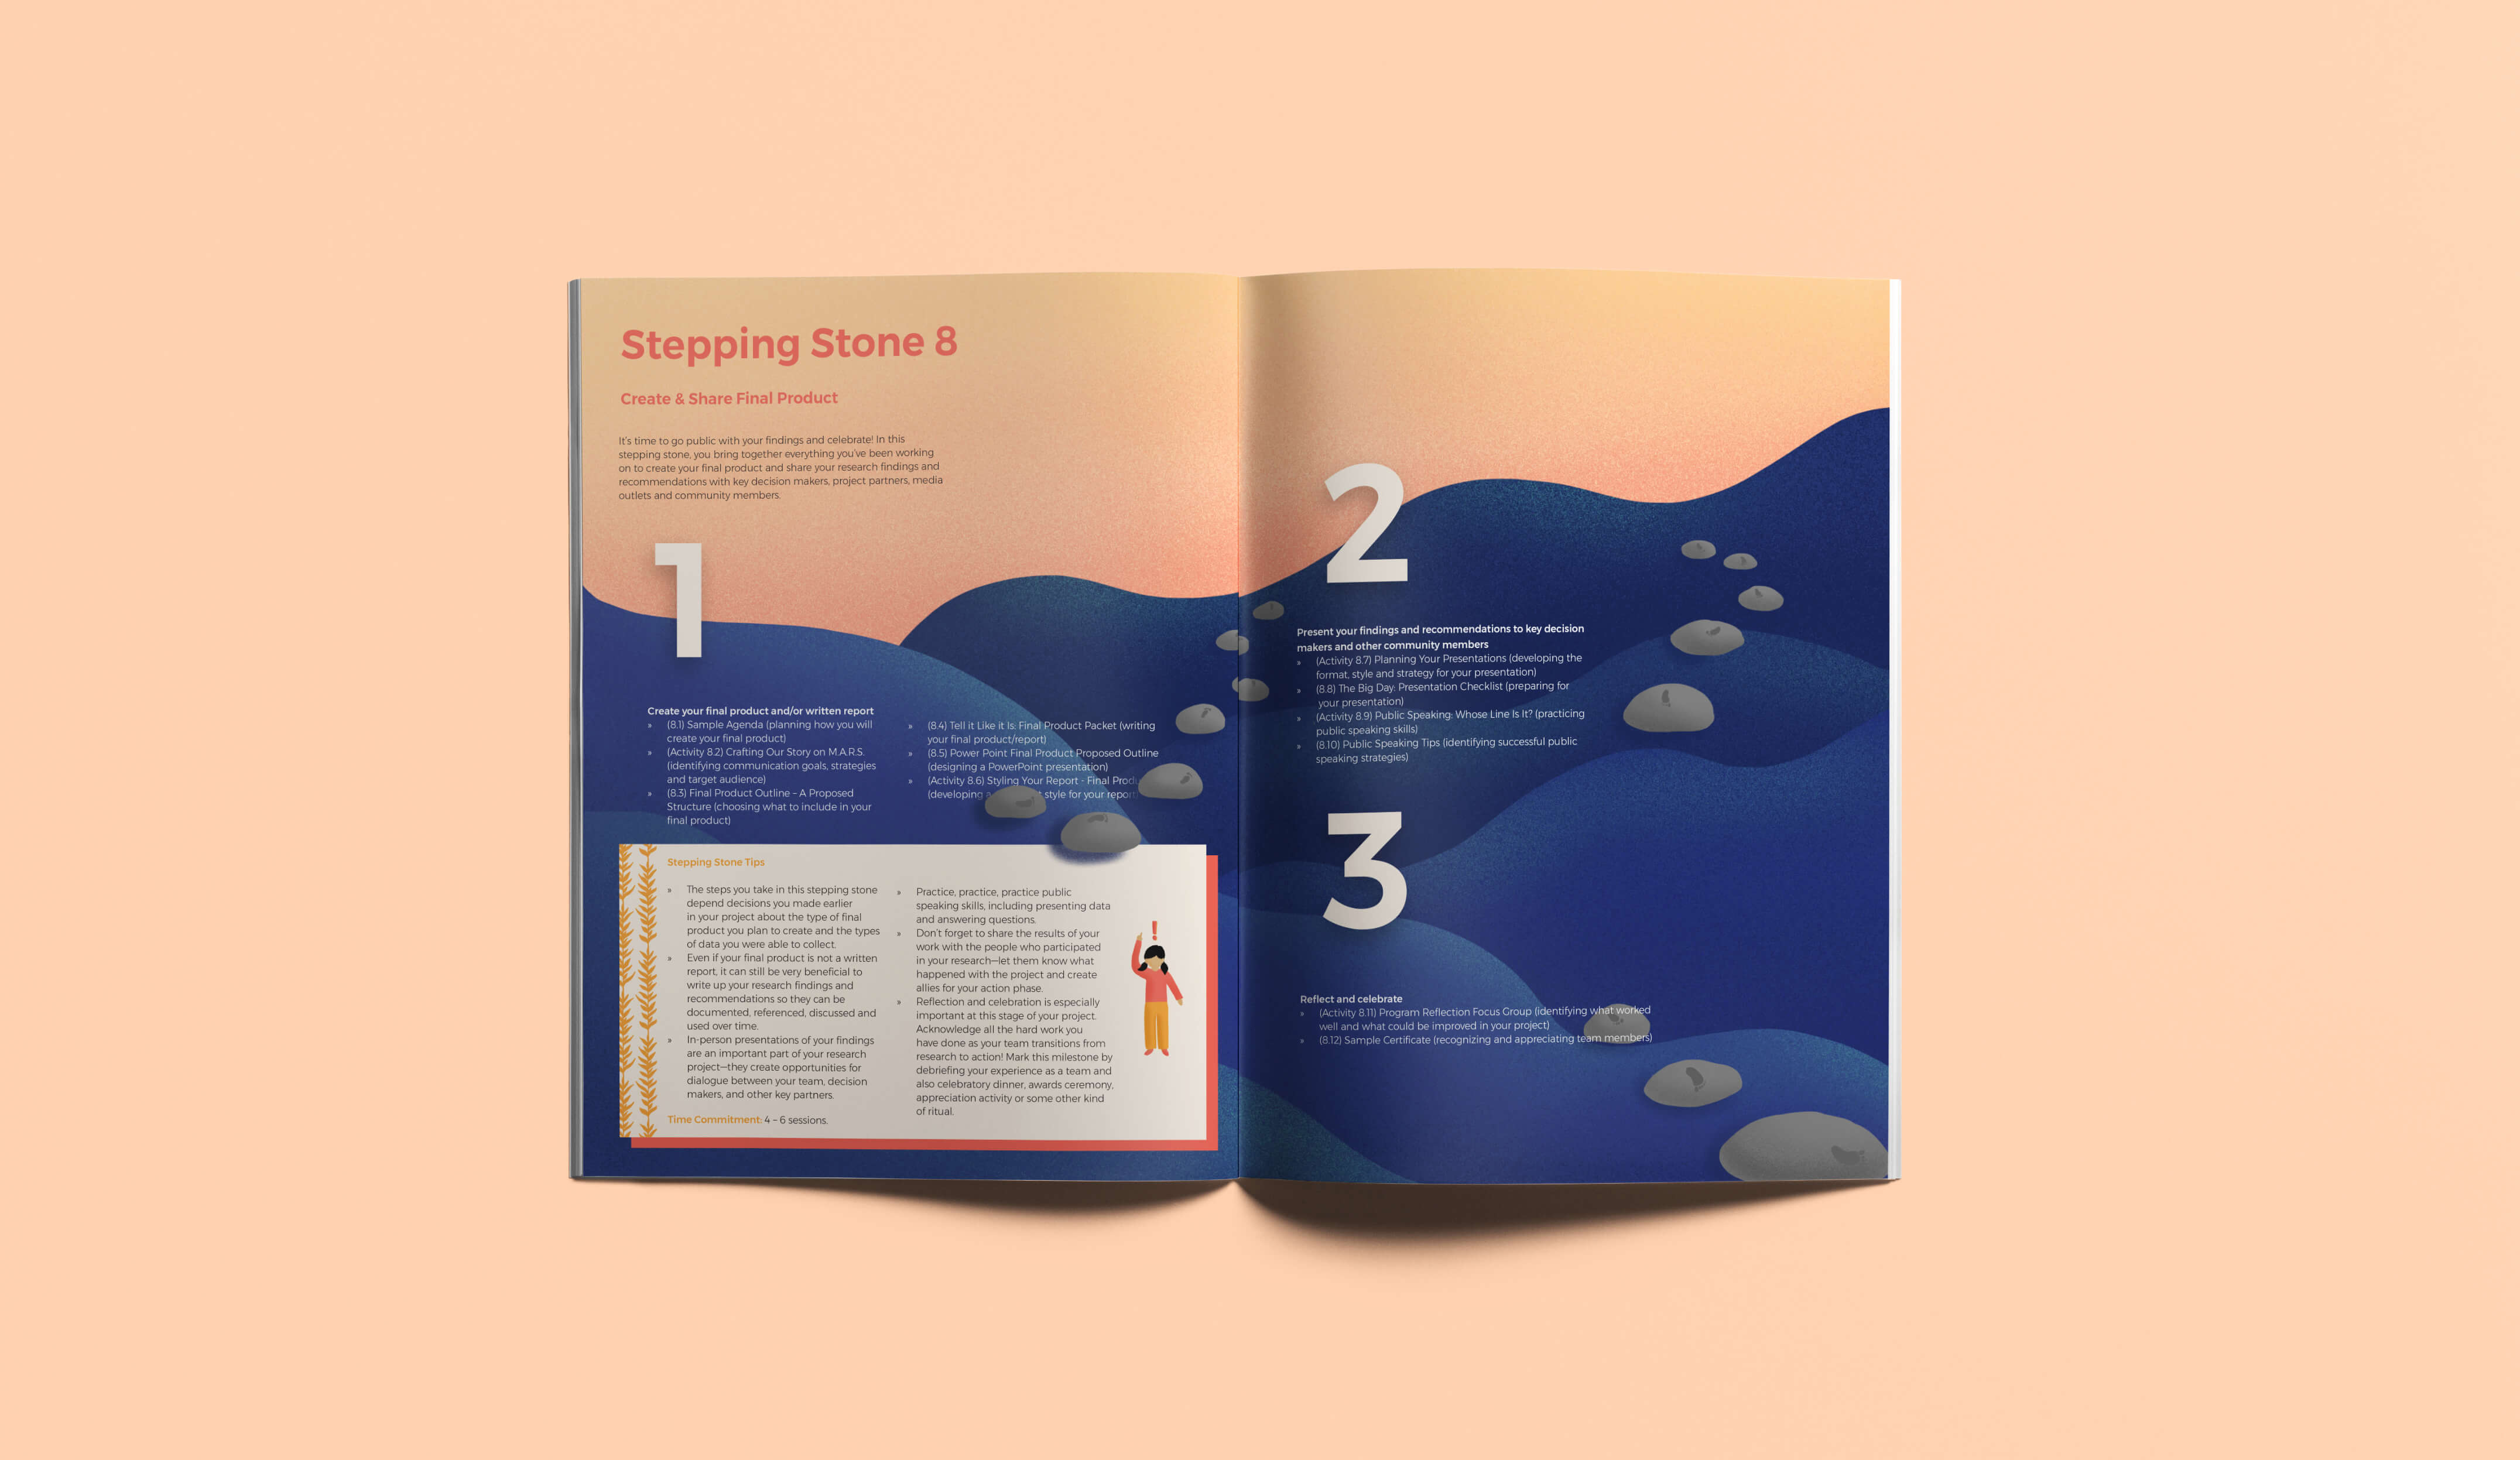 Stepping Stone 8
Create & Share Final Product
It's time to go public with your findings and celebrate! In this
stepping stone, you bring together everything you've been working
on to create your final product and share your research findings and
recommendations with key decision makers, project partners, media
outlets and community members.
1
Create your final product and/or written report
» (8.1) Sample Agenda (planning how you will
create your final product)
» (Activity 8.2) Crafting Our Story on M.A.R.S.
(identifying communication goals, strategies
and target audience)
» (8.3) Final Product Outline – A Proposed
Structure (choosing what to include in your
final product)
» (8.4) Tell it Like it Is: Final Product Packet (writing
your final product/report)
» (8.5) Power Point Final Product Proposed Outline
(designing a PowerPoint presentation)
» (Activity 8.6) Styling Your Report - Final
(developing style for your report
Stepping Stone Tips
» The steps you take in this stepping stone
depend decisions you made earlier
in your project about the type of final
product you plan to create and the types
of data you were able to collect.
» Even if your final product is not a written
report, it can still be very beneficial to
write up your research findings and
recommendations so they can be
documented, referenced, discussed and
used over time.
» In-person presentations of your findings
are an important part of your research
project—they create opportunities for
dialogue between your team, decision
makers, and other key partners.
Time Commitment: 4 – 6 sessions.
» Practice, practice, practice public
speaking skills, including presenting data
and answering questions.
» Don't forget to share the results of your
work with the people who participated
in your research—let them know what
happened with the project and create
allies for your action phase.
» Reflection and celebration is especially
important at this stage of your project.
Acknowledge all the hard work you
have done as your team transitions from
research to action! Mark this milestone by
debriefing your experience as a team and
also celebratory dinner, awards ceremony,
appreciation activity or some other kind
of ritual.
!
2
Present your findings and recommendations to key decision
makers and other community members
» (Activity 8.7) Planning Your Presentations (developing the
format, style and strategy for your presentation)
» (8.8) The Big Day: Presentation Checklist (preparing for
your presentation)
» (Activity 8.9) Public Speaking: Whose Line Is It? (practicing
public speaking skills)
» (8.10) Public Speaking Tips (identifying successful public
speaking strategies)
3
Reflect and celebrate
» (Activity 8.11) Program Reflection Focus Group (identifying what worked
well and what could be improved in your project)
» (8.12) Sample Certificate (recognizing and appreciating team members)